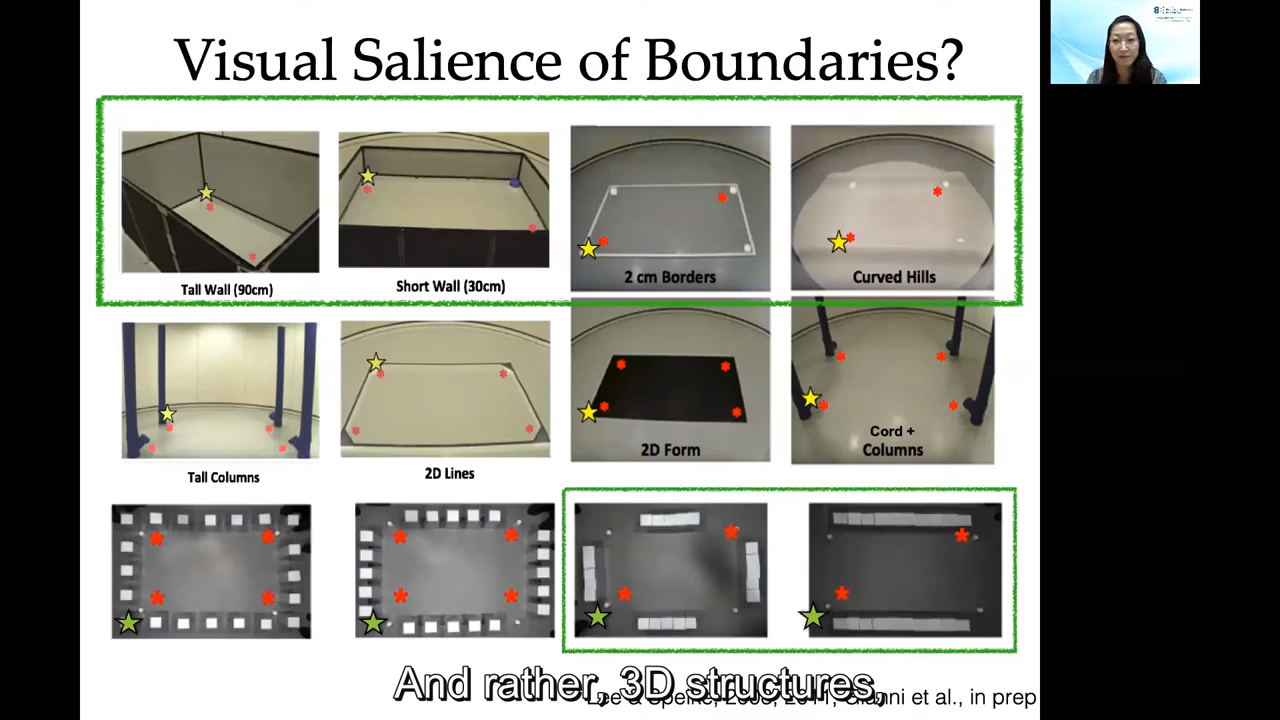 Visual Salience of Boundaries?
Tall Wall (90cm)
Short Wall (30cm)
2 cm Borders
Curved Hills
Tall Columns
2D Lines
2D Form
Cord +
Columns
And rather, 3D structures,
et al., in prep